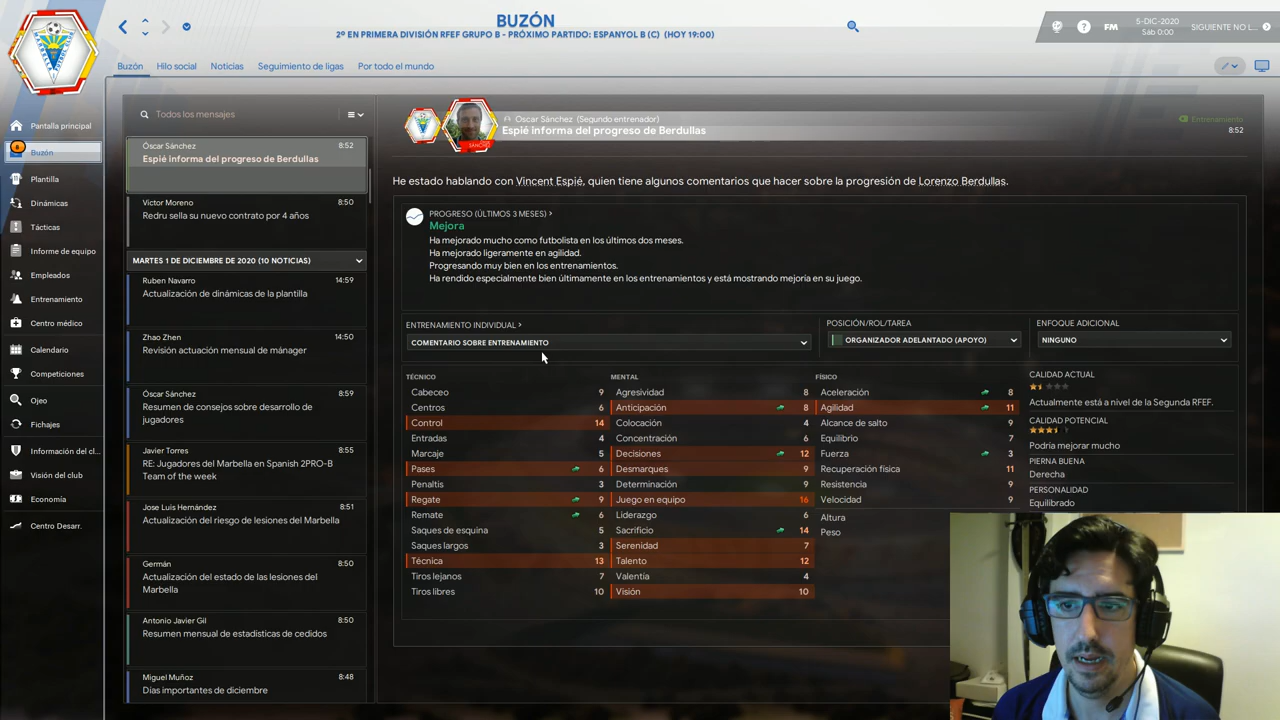 BUZÓN
2º EN PRIMERA DIVISIÓN RFEF GRUPO B - PRÓXIMO PARTIDO: ESPANYOL B (C) (HOY 19:00)
FM
5-DIC-2020
Sáb 0:00
SIGUIENTE NO L...
Buzón
Hilo social
Noticias
Seguimiento de ligas
Por todo el mundo
Pantalla principal
Buzón
Plantilla
Dinámicas
Tácticas
Informe de equipo
Empleados
Entrenamiento
Centro médico
Calendario
Competiciones
Ojeo
Fichajes
Información del cl...
Visión del club
Economía
Centro Desarr.
Todos los mensajes
Óscar Sánchez 8:52
Espié informa del progreso de Berdullas
Victor Moreno 8:50
Redru sella su nuevo contrato por 4 años
MARTES 1 DE DICIEMBRE DE 2020 (10 NOTICIAS)
Ruben Navarro 14:59
Actualización de dinámicas de la plantilla
Zhao Zhen 14:50
Revisión actuación mensual de mánager
Óscar Sánchez 8:59
Resumen de consejos sobre desarrollo de
jugadores
Javier Torres 8:55
RE: Jugadores del Marbella en Spanish 2PRO-B
Team of the week
Jose Luis Hernández 8:51
Actualización del riesgo de lesiones del Marbella
Germán 8:50
Actualización del estado de las lesiones del
Marbella
Antonio Javier Gil 8:50
Resumen mensual de estadísticas de cedidos
Miguel Muñoz 8:48
Días importantes de diciembre
SÁNCHEZ
Óscar Sánchez (Segundo entrenador)
Espié informa del progreso de Berdullas
Entrenamiento
8:52
He estado hablando con Vincent Espié, quien tiene algunos comentarios que hacer sobre la progresión de Lorenzo Berdullas.
PROGRESO (ÚLTIMOS 3 MESES) >
Mejora
Ha mejorado mucho como futbolista en los últimos dos meses.
Ha mejorado ligeramente en agilidad.
Progresando muy bien en los entrenamientos.
Ha rendido especialmente bien últimamente en los entrenamientos y está mostrando mejoría en su juego.
ENTRENAMIENTO INDIVIDUAL >
COMENTARIO SOBRE ENTRENAMIENTO
POSICIÓN/ROL/TAREA
ORGANIZADOR ADELANTADO (APOYO)
ENFOQUE ADICIONAL
NINGUNO
TÉCNICO
Cabeceo 9
Centros 6
Control 14
Entradas 4
Marcaje 5
Pases 6
Penaltis 3
Regate 9
Remate 6
Saques de esquina 5
Saques largos 3
Técnica 13
Tiros lejanos 7
Tiros libres 10
MENTAL
Agresividad 8
Anticipación 8
Colocación 4
Concentración 6
Decisiones 12
Desmarques 9
Determinación 9
Juego en equipo 16
Liderazgo 6
Sacrificio 14
Serenidad 7
Talento 12
Valentía 4
Visión 10
FÍSICO
Aceleración 8
Agilidad 11
Alcance de salto 9
Equilibrio 7
Fuerza 3
Recuperación física 11
Resistencia 9
Velocidad 9
Altura
Peso
CALIDAD ACTUAL
Actualmente está a nivel de la Segunda RFEF.
CALIDAD POTENCIAL
Podría mejorar mucho
PIERNA BUENA
Derecha
PERSONALIDAD
Equilibrado